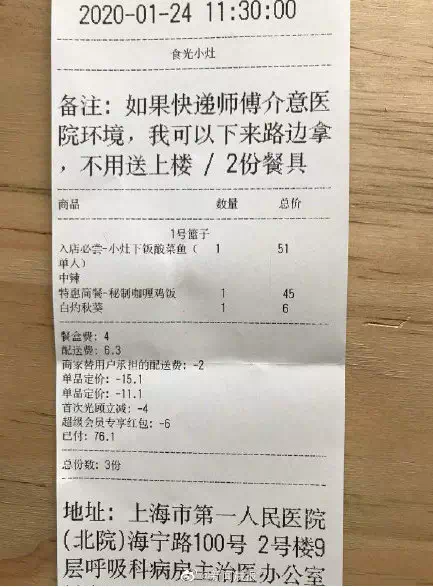 2020-01-24 11:30:00
食光小灶
备注: 如果快递师傅介意医
院环境, 我可以下来路边拿
, 不用送上楼 / 2份餐具
商品 数量 总价
1号篮子
入店必尝-小灶下饭酸菜鱼 ( 1 51
单人)
中辣
特惠简餐-秘制咖喱鸡饭 1 45
白灼秋葵 1 6
餐盒费: 4
配送费: 6.3
商家替用户承担的配送费: -2
单品定价: -15.1
单品定价: -11.1
首次光顾立减: -4
超级会员专享红包: -6
已付: 76.1
总份数: 3份
地址: 上海市第一人民医院
(北院)海宁路100号 2号楼9
层呼吸科病房主治医办公室